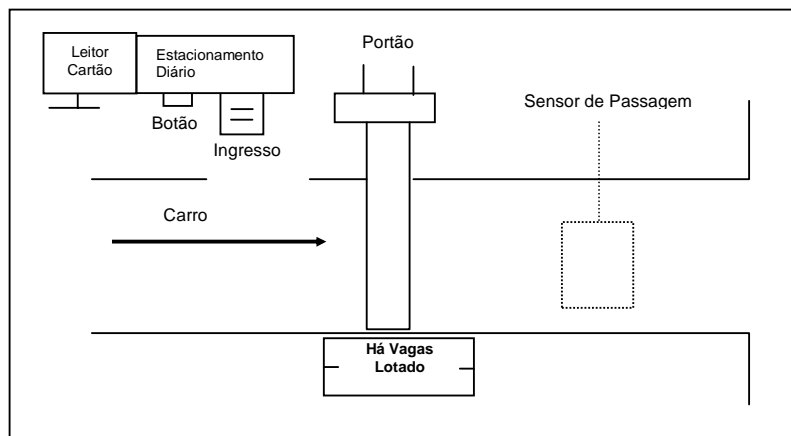 Leitor
Cartão
Estacionamento
Diário
Botão
Ingresso
Portão
Sensor de Passagem
Carro
Há Vagas
Lotado